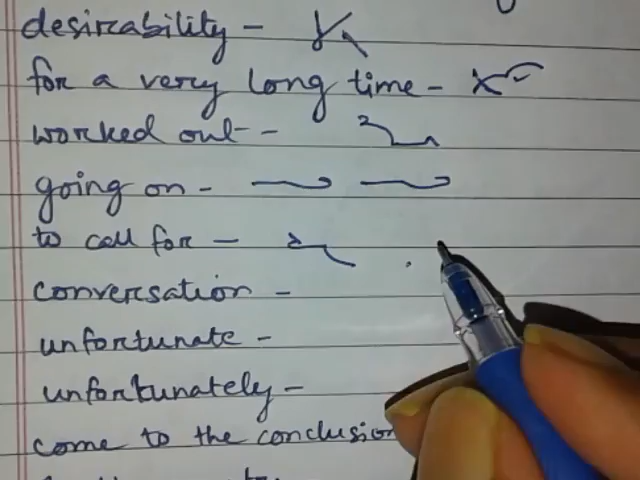 desirability -
for a very long time -
worked out -
going on -
to call for -
conversation -
unfortunate -
unfortunately -
come to the conclusion